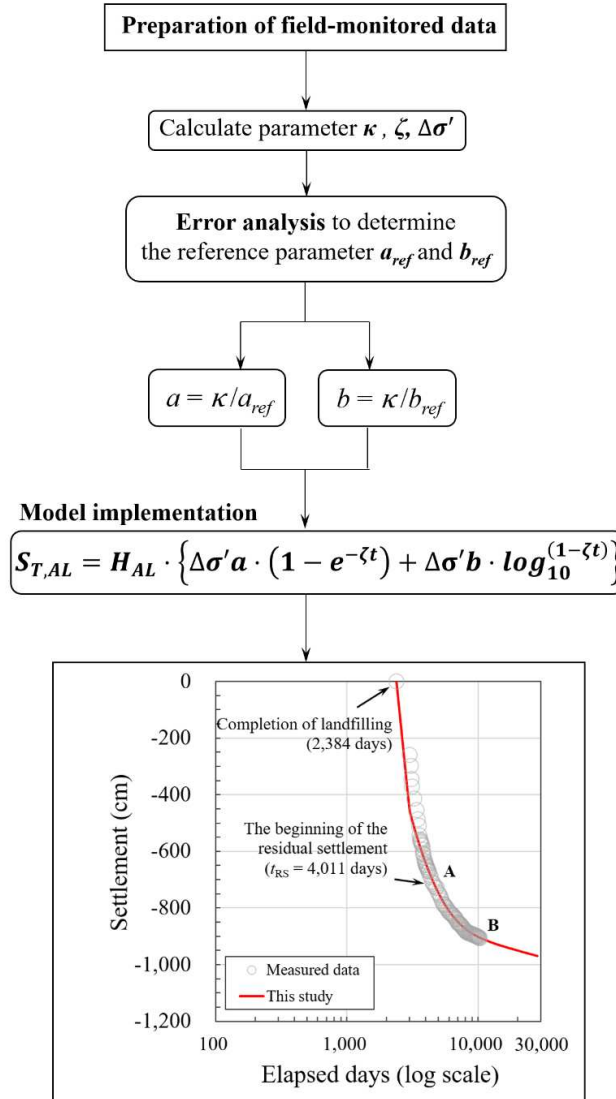 Preparation of field-monitored data
Calculate parameter κ , ζ, Δσ′
Error analysis to determine
the reference parameter a_ref and b_ref
a = κ/a_ref
b = κ/b_ref
Model implementation
S_T,AL = H_AL · {Δσ′a · (1 − e^−ζt) + Δσ′b · log_10^(1−ζt)}
0
Completion of landfilling
(2,384 days)
-200
-400
The beginning of the
residual settlement
(t_RS = 4,011 days)
-600
A
-800
B
-1,000
-1,200
Settlement (cm)
Measured data
This study
100
1,000
10,000
30,000
Elapsed days (log scale)